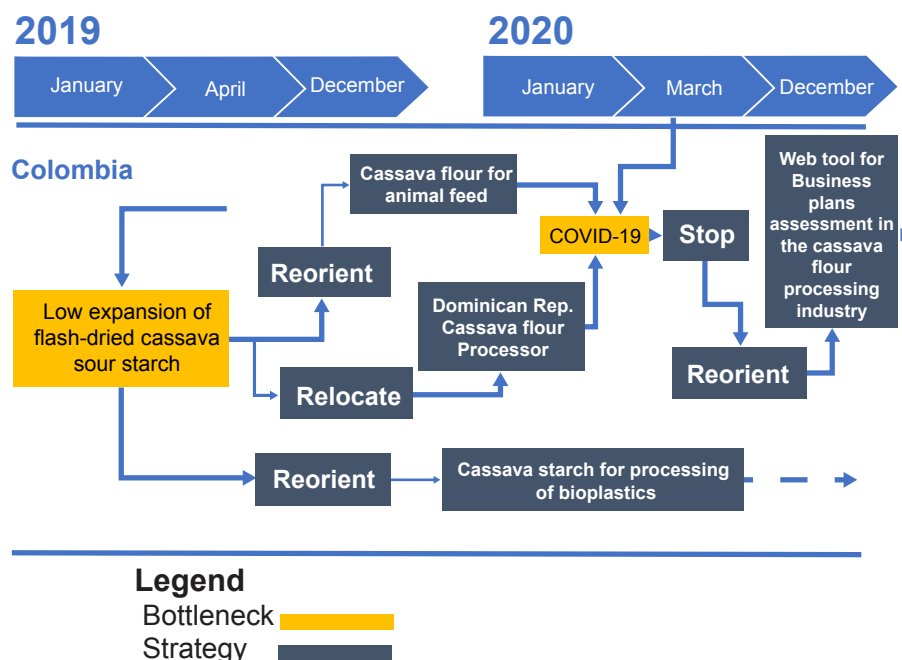 2019
2020
January
April
December
January
March
December
Colombia
Cassava flour for
animal feed
Web tool for
Business
plans
assessment in
the cassava
flour
processing
industry
COVID-19
Stop
Reorient
Low expansion of
flash-dried cassava
sour starch
Dominican Rep.
Cassava flour
Processor
Relocate
Reorient
Reorient
Cassava starch for processing
of bioplastics
Legend
Bottleneck
Strategy